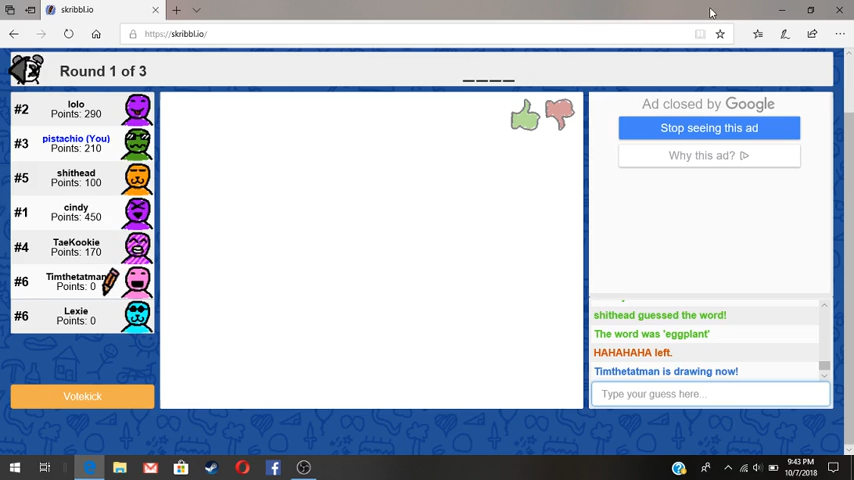 skribbl.io
https://skribbl.io/
Round 1 of 3
_ _ _ _
#2 lolo
Points: 290
#3 pistachio (You)
Points: 210
#5 shithead
Points: 100
#1 cindy
Points: 450
#4 TaeKookie
Points: 170
#6 Timthetatman
Points: 0
#6 Lexie
Points: 0
Votekick
Ad closed by Google
Stop seeing this ad
Why this ad?
shithead guessed the word!
The word was 'eggplant'
HAHAHAHA left.
Timthetatman is drawing now!
Type your guess here...
9:43 PM
10/7/2018